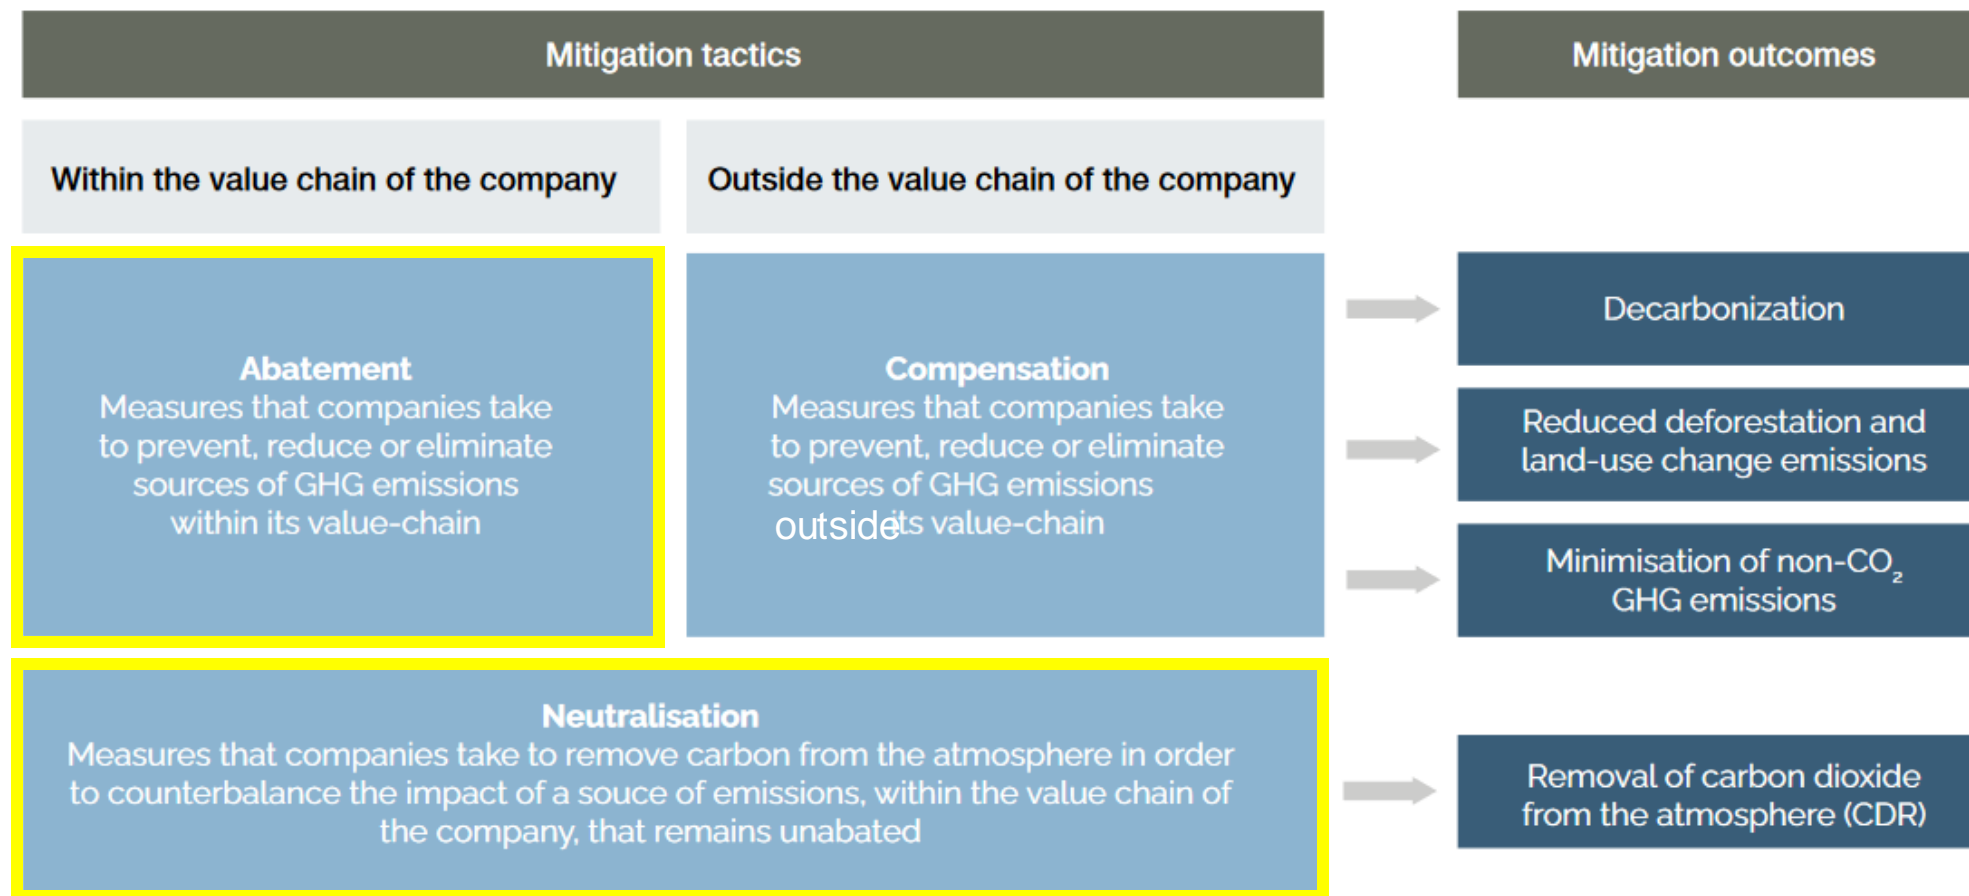 Mitigation tactics
Mitigation outcomes
Within the value chain of the company
Outside the value chain of the company
Abatement
Measures that companies take
to prevent, reduce or eliminate
sources of GHG emissions
within its value-chain
Compensation
Measures that companies take
to prevent, reduce or eliminate
sources of GHG emissions
outside its value-chain
Decarbonization
Reduced deforestation and
land-use change emissions
Minimisation of non-CO₂
GHG emissions
Neutralisation
Measures that companies take to remove carbon from the atmosphere in order
to counterbalance the impact of a souce of emissions, within the value chain of
the company, that remains unabated
Removal of carbon dioxide
from the atmosphere (CDR)